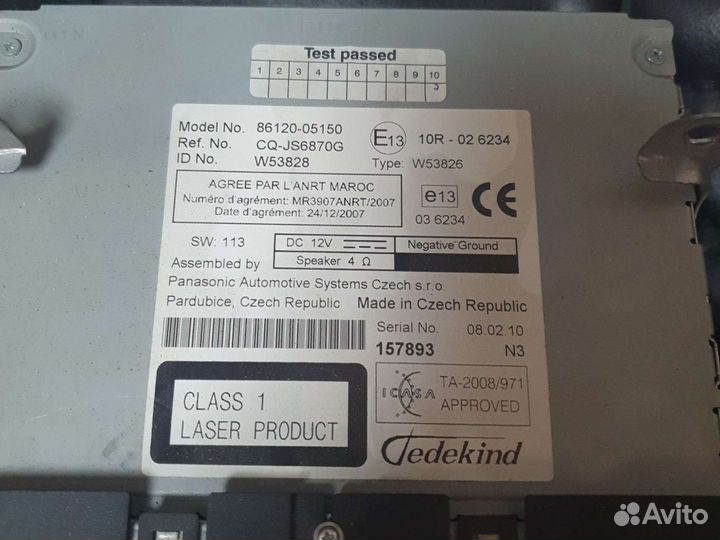 Test passed
1 2 3 4 5 6 7 8 9 10
Model No. 86120-05150
Ref. No. CQ-JS6870G
ID No. W53828
E13 10R - 02 6234
Type: W53826
AGREE PAR L'ANRT MAROC
Numéro d'agrément: MR3907ANRT/2007
Date d'agrément: 24/12/2007
e13
03 6234
CE
SW: 113
DC 12V Negative Ground
Speaker 4 Ω
Assembled by
Panasonic Automotive Systems Czech s.r.o.
Pardubice, Czech Republic Made in Czech Republic
Serial No. 08.02.10
157893 N3
CLASS 1
LASER PRODUCT
ICASA
TA-2008/971
APPROVED
Tedekind
Avito